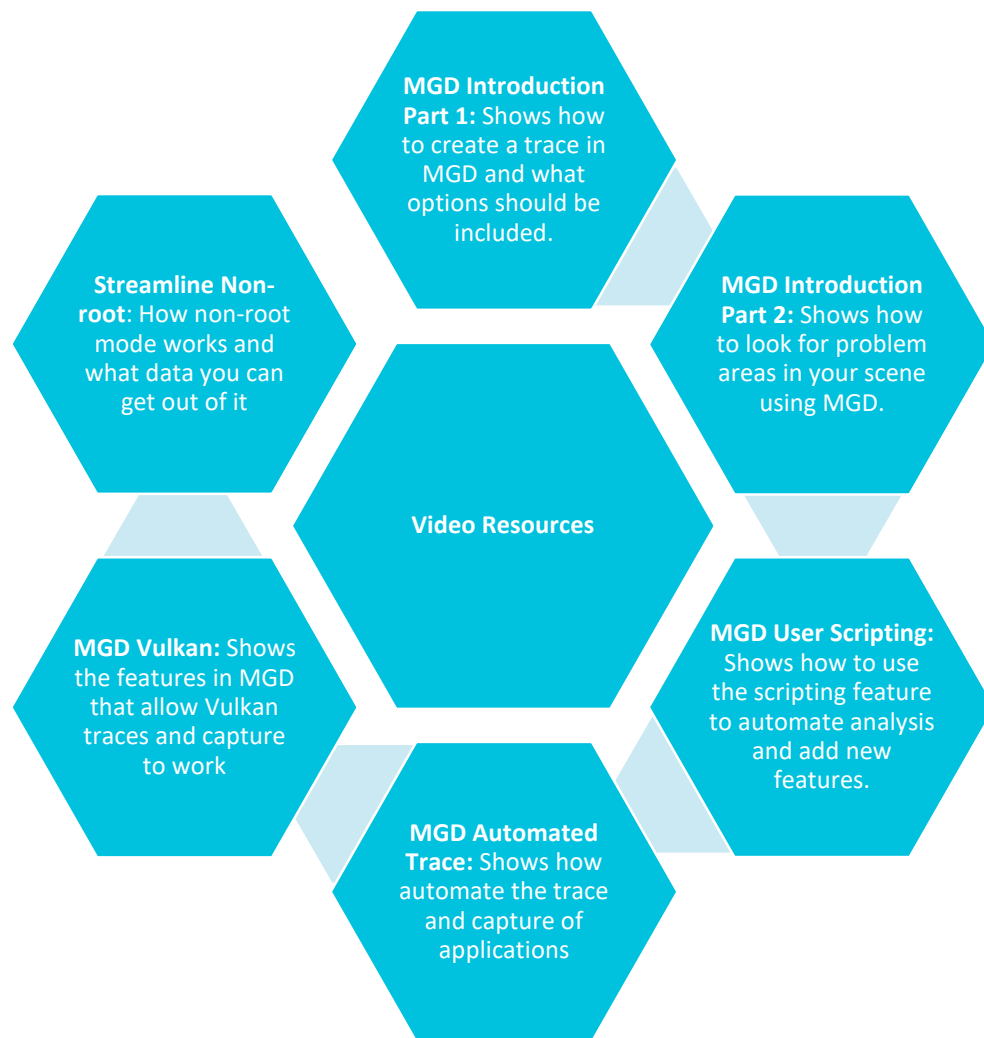 MGD Introduction
Part 1: Shows how
to create a trace in
MGD and what
options should be
included.
MGD Introduction
Part 2: Shows how
to look for problem
areas in your scene
using MGD.
MGD User Scripting:
Shows how to use
the scripting feature
to automate analysis
and add new
features.
MGD Automated
Trace: Shows how
automate the trace
and capture of
applications
MGD Vulkan: Shows
the features in MGD
that allow Vulkan
traces and capture
to work
Streamline Non-
root: How non-root
mode works and
what data you can
get out of it
Video Resources